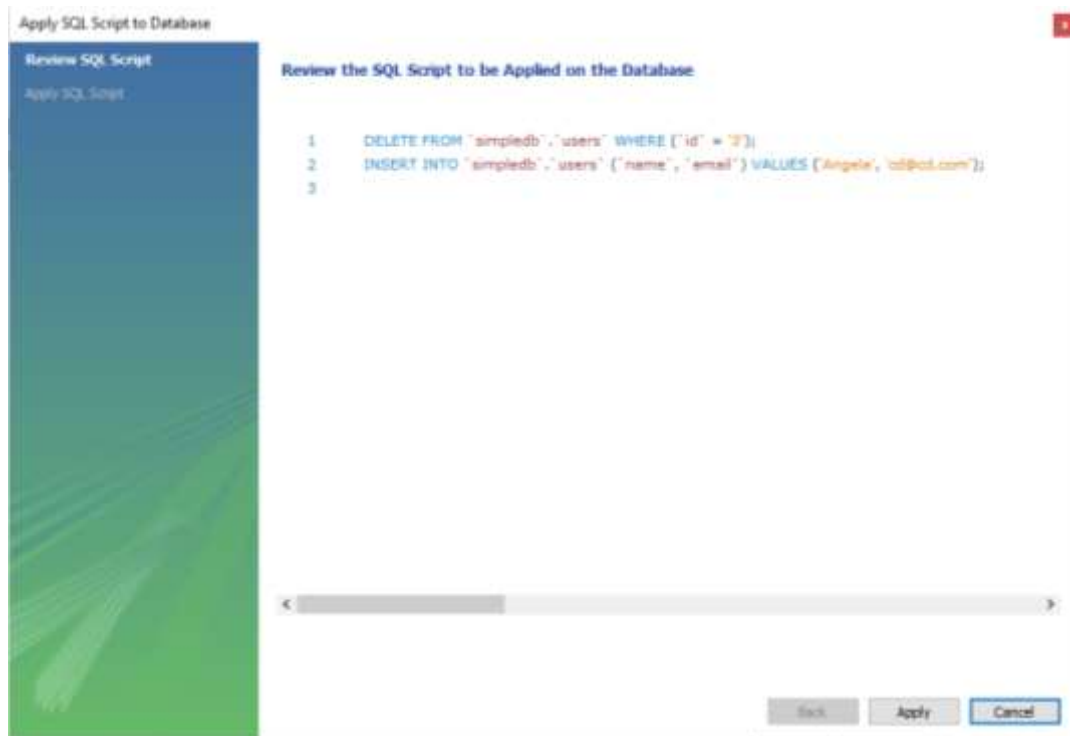 Apply SQL Script to Database
Review SQL Script
Apply SQL Script
Review the SQL Script to be Applied on the Database
1 DELETE FROM `simpledb`.`users` WHERE (`id` = '3');
2 INSERT INTO `simpledb`.`users` (`name`, `email`) VALUES ('Angela', 'cd@cd.com');
3
Back Apply Cancel